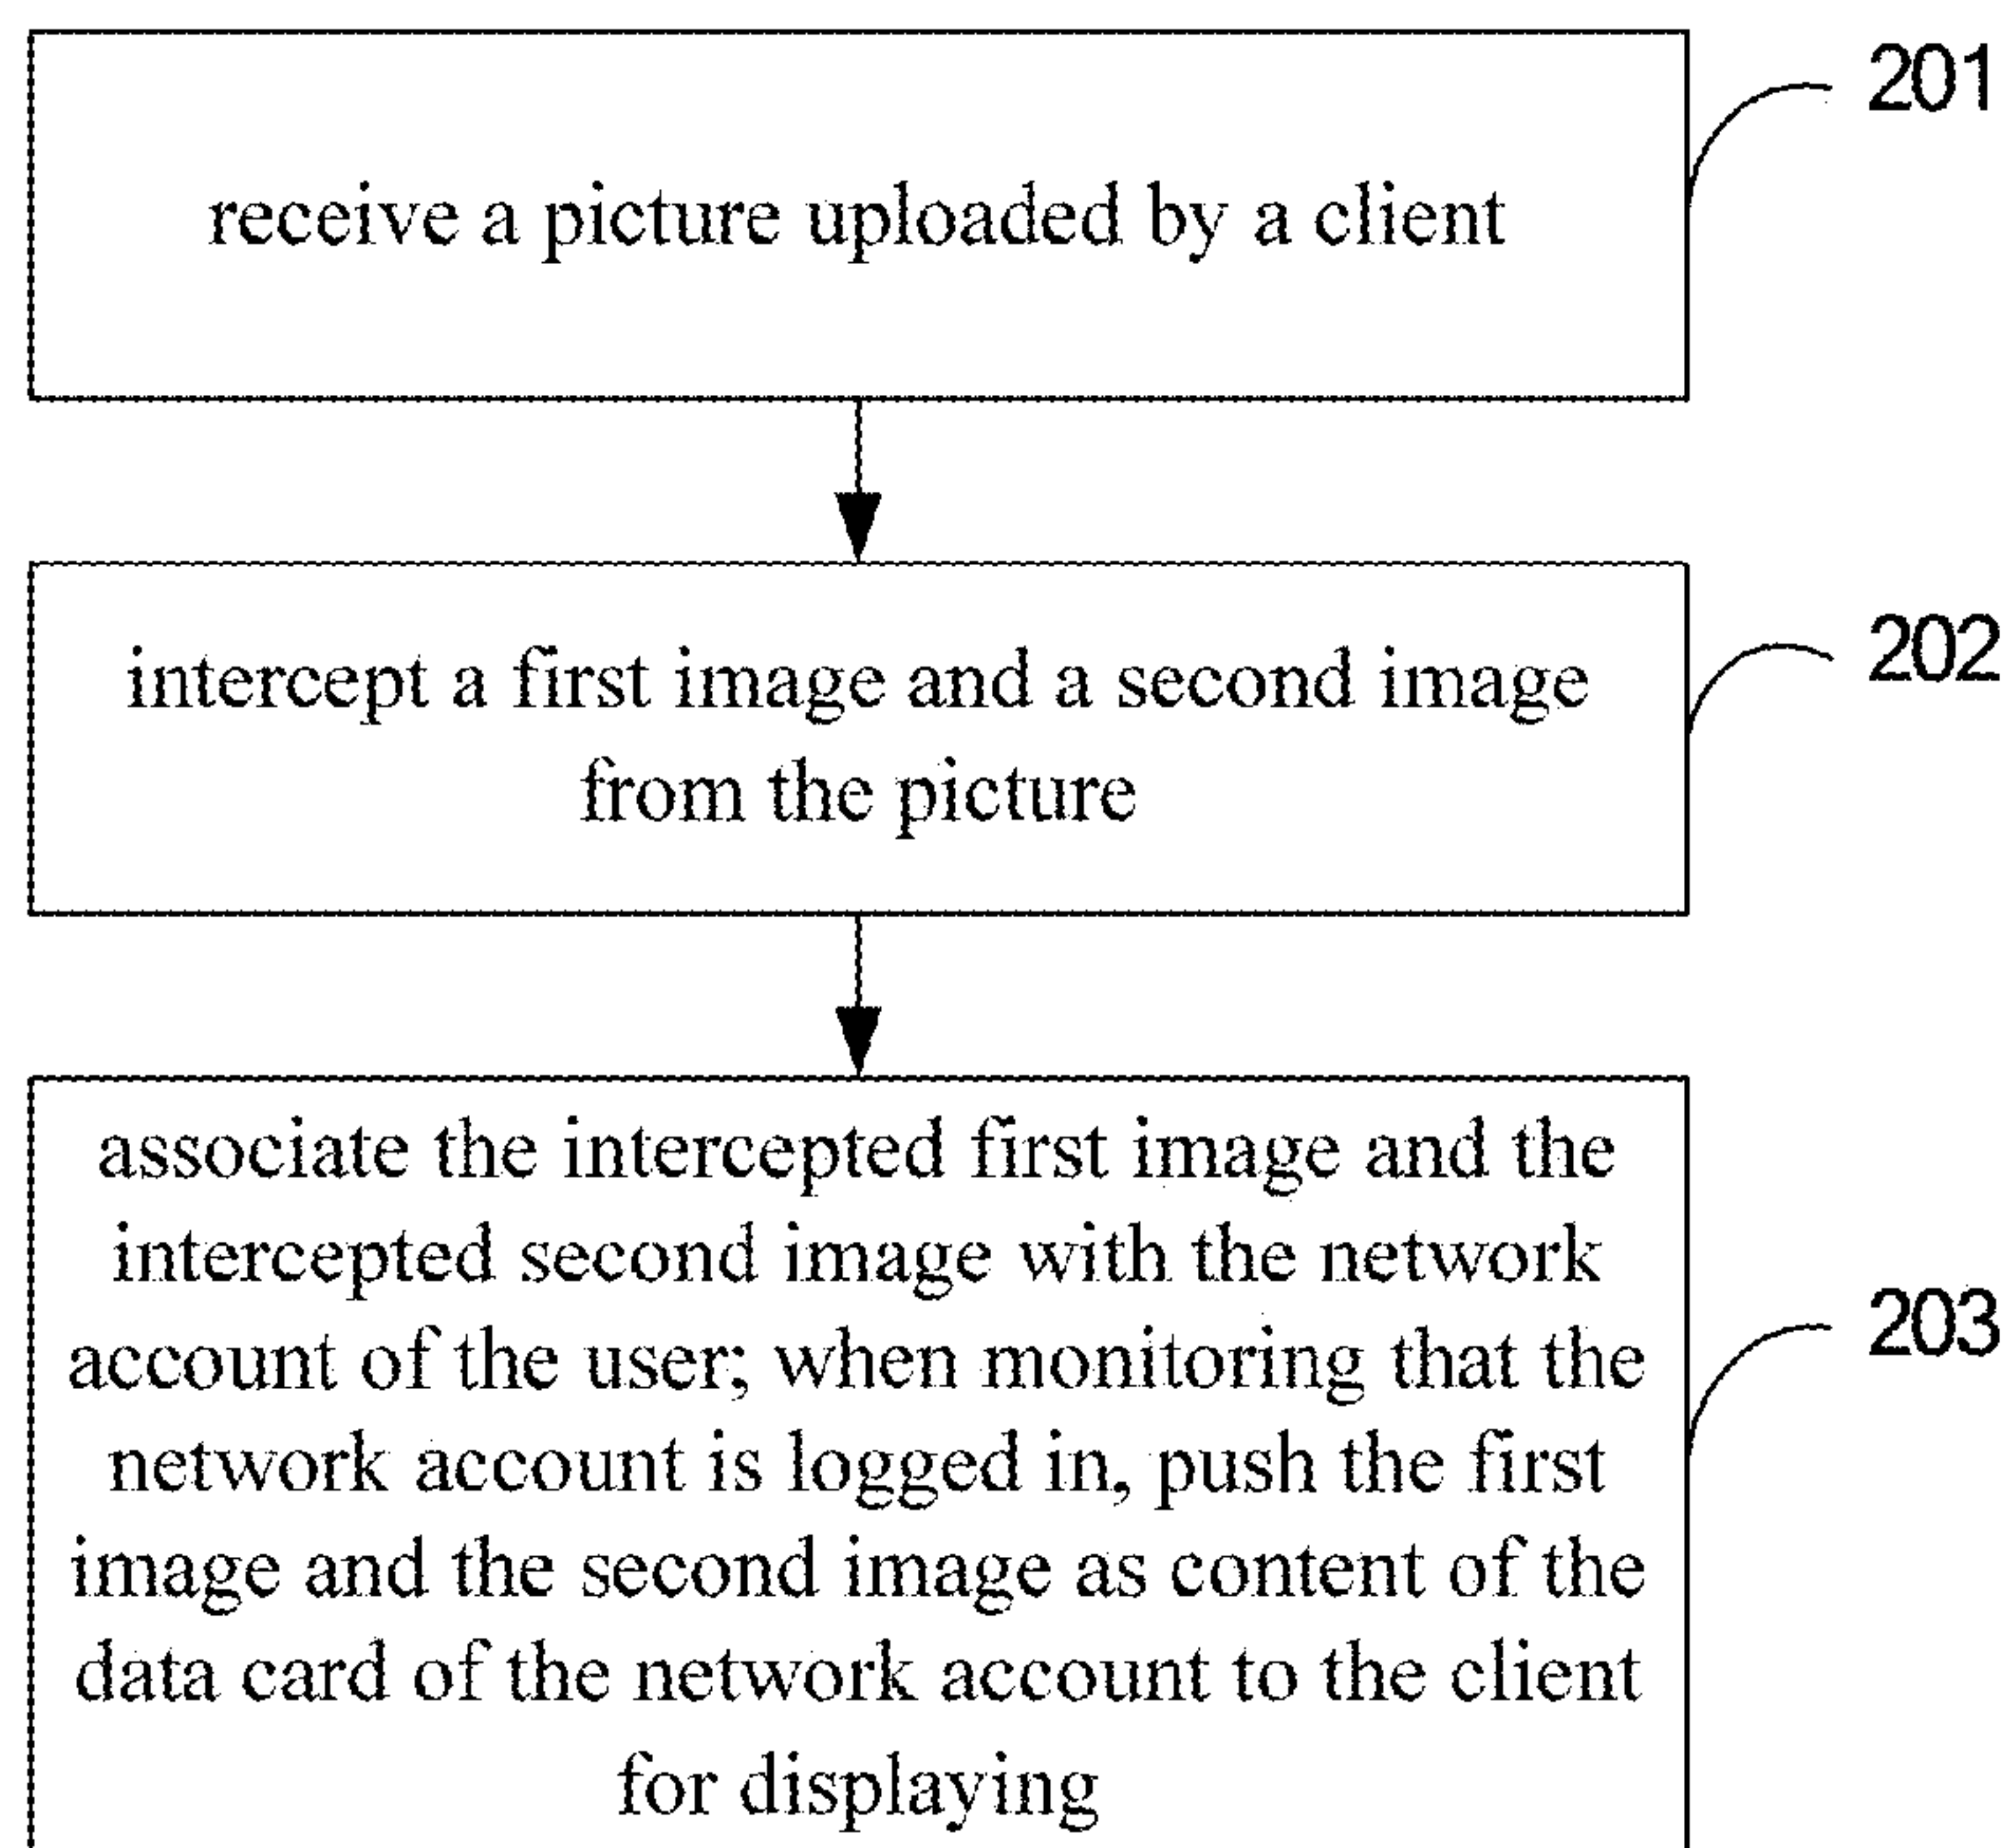 201
receive a picture uploaded by a client
202
intercept a first image and a second image
from the picture
associate the intercepted first image and the
intercepted second image with the network
account of the user; when monitoring that the
203
network account is logged in, push the first
image and the second image as content of the
data card of the network account to the client
for displaying